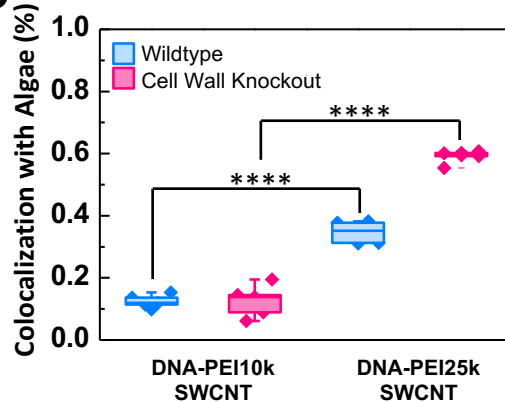 Colocalization with Algae (%)
1.0
0.8
0.6
0.4
0.2
0.0
Wildtype
Cell Wall Knockout
****
****
DNA-PEI10k
SWCNT
DNA-PEI25k
SWCNT